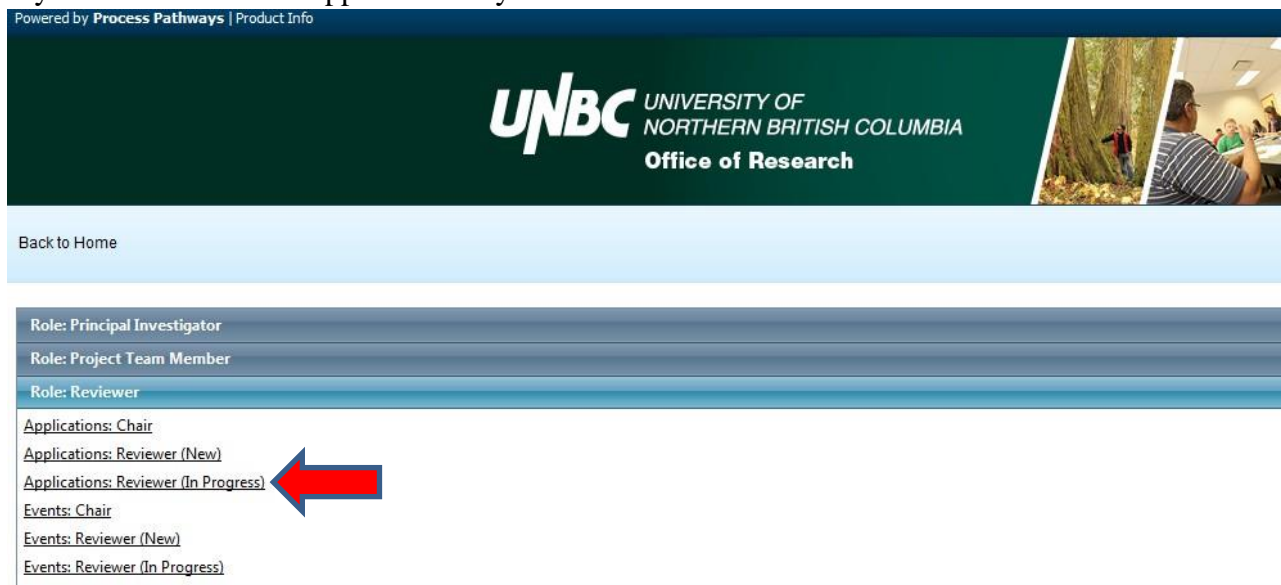 Powered by Process Pathways | Product Info
UNBC UNIVERSITY OF
NORTHERN BRITISH COLUMBIA
Office of Research
Back to Home
Role: Principal Investigator
Role: Project Team Member
Role: Reviewer
Applications: Chair
Applications: Reviewer (New)
Applications: Reviewer (In Progress)
Events: Chair
Events: Reviewer (New)
Events: Reviewer (In Progress)